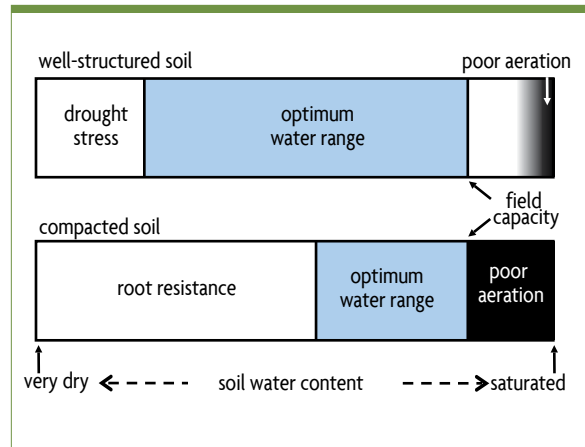 well-structured soil
poor aeration
drought
stress
optimum
water range
field
capacity
compacted soil
root resistance
optimum
water range
poor
aeration
very dry
soil water content
saturated